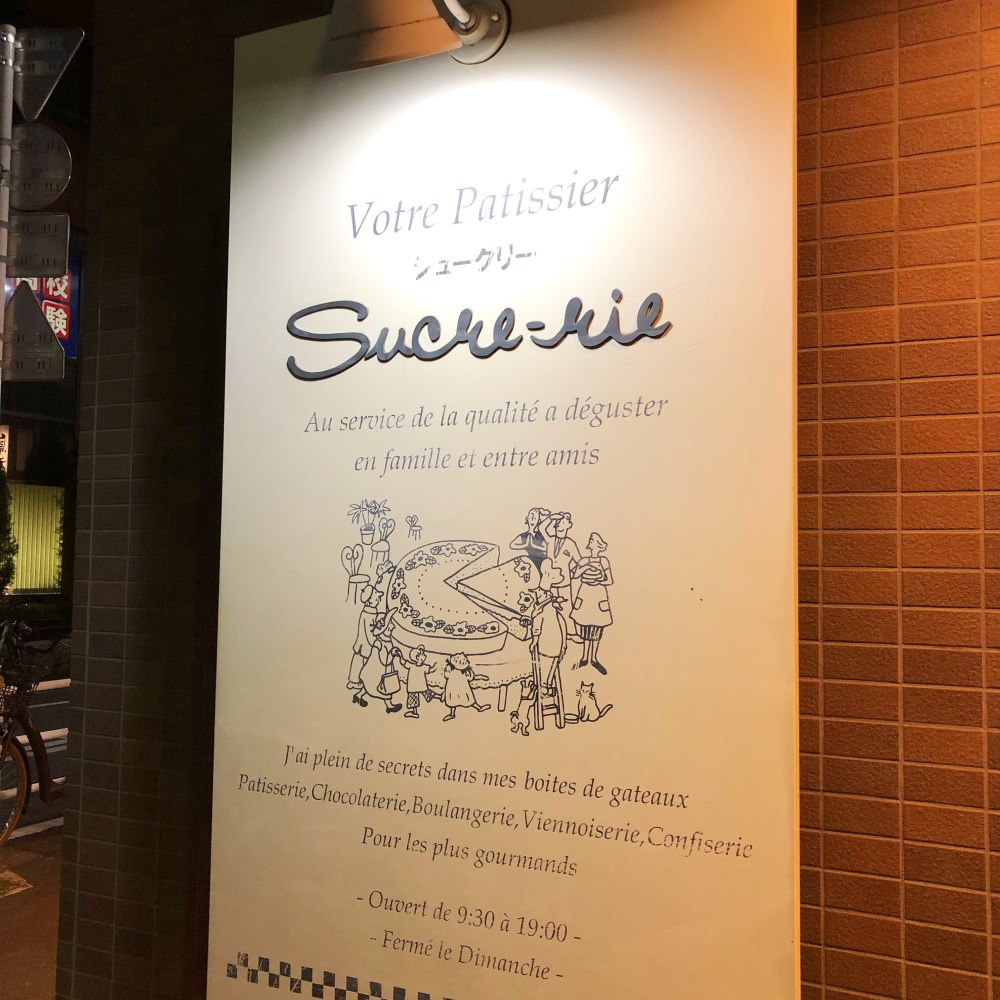 Votre Patissier
シュークリー
Sucre-rie
Au service de la qualité a déguster
en famille et entre amis
J'ai plein de secrets dans mes boites de gateaux
Patisserie,Chocolaterie,Boulangerie,Viennoiserie,Confiserie
Pour les plus gourmands
- Ouvert de 9:30 à 19:00 -
- Fermé le Dimanche -
校
験